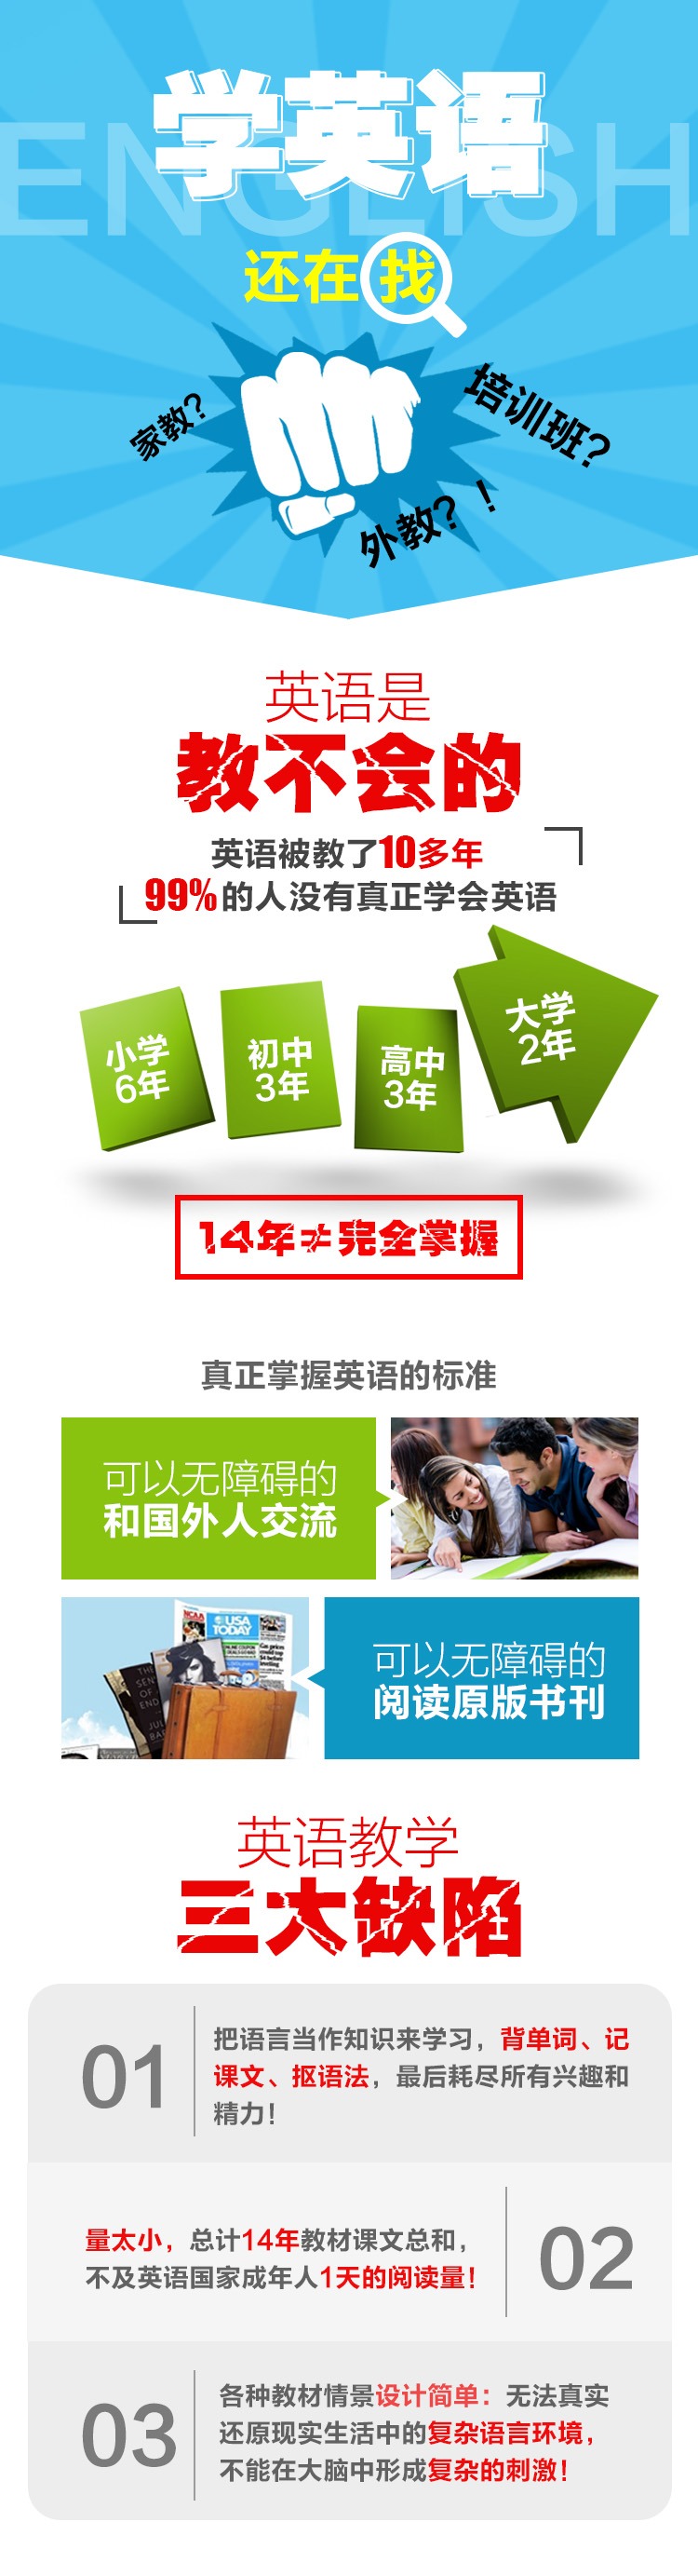 学英语
ENGLISH
还在找
家教？
培训班？
外教？！
英语是
教不会的
英语被教了10多年
99%的人没有真正学会英语
小学
6年
初中
3年
高中
3年
大学
2年
14年≠完全掌握
真正掌握英语的标准
可以无障碍的
和国外人交流
USA
TODAY
THE
SENSE
OF
END
可以无障碍的
阅读原版书刊
英语教学
三大缺陷
01
把语言当作知识来学习，背单词、记
课文、抠语法，最后耗尽所有兴趣和
精力！
量太小，总计14年教材课文总和，
不及英语国家成年人1天的阅读量！
02
03
各种教材情景设计简单：无法真实
还原现实生活中的复杂语言环境，
不能在大脑中形成复杂的刺激！